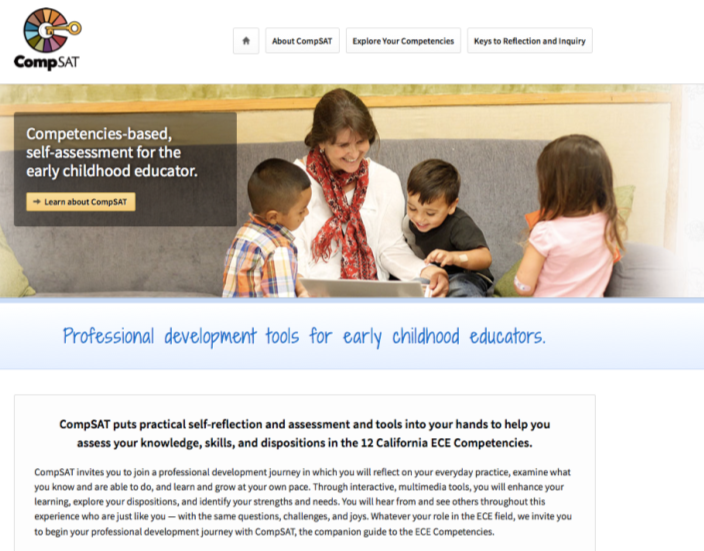 CompSAT
About CompSAT
Explore Your Competencies
Keys to Reflection and Inquiry
Competencies-based,
self-assessment for the
early childhood educator.
→ Learn about CompSAT
Professional development tools for early childhood educators.
CompSAT puts practical self-reflection and assessment and tools into your hands to help you
assess your knowledge, skills, and dispositions in the 12 California ECE Competencies.
CompSAT invites you to join a professional development journey in which you will reflect on your everyday practice, examine what
you know and are able to do, and learn and grow at your own pace. Through interactive, multimedia tools, you will enhance your
learning, explore your dispositions, and identify your strengths and needs. You will hear from and see others throughout this
experience who are just like you — with the same questions, challenges, and joys. Whatever your role in the ECE field, we invite you
to begin your professional development journey with CompSAT, the companion guide to the ECE Competencies.